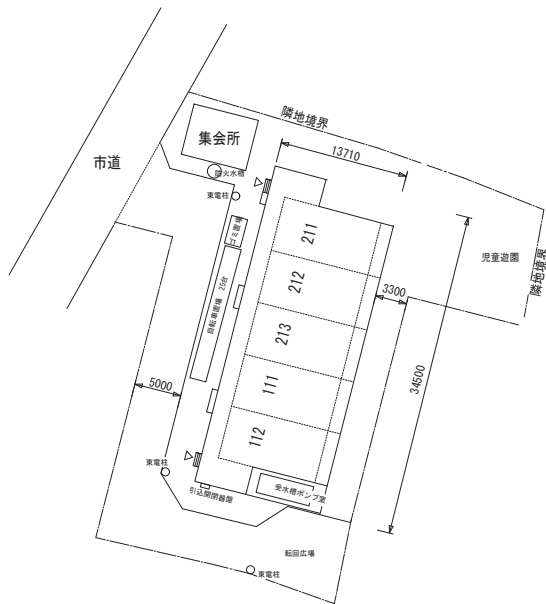 隣地境界
集会所
13710
市道
防火水槽
東電柱
ゴミ置場
211
児童遊園
隣地境界
212
3300
自転車置場 25台
213
34500
111
5000
112
東電柱
受水槽ポンプ室
引込開閉器盤
転回広場
東電柱